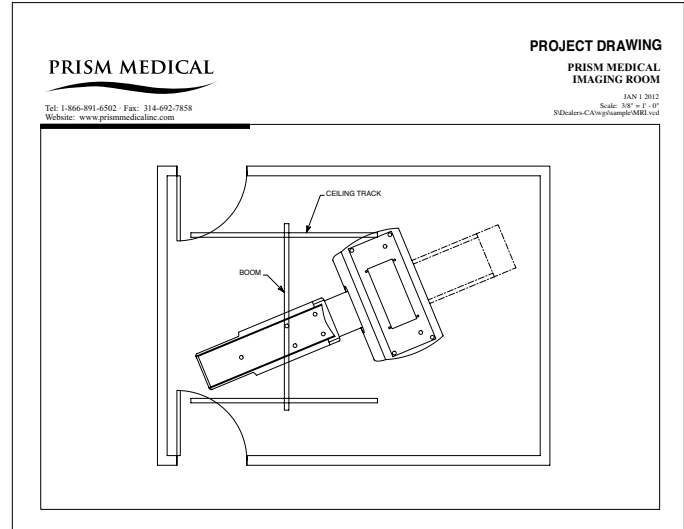 PROJECT DRAWING
PRISM MEDICAL
PRISM MEDICAL
IMAGING ROOM
JAN 1 2012
Scale: 3/8" = 1' - 0"
S\Dealers-CA\wgs\sample\MRI.vcd
Tel: 1-866-891-6502 · Fax: 314-692-7858
Website: www.prismmedicalinc.com
CEILING TRACK
BOOM